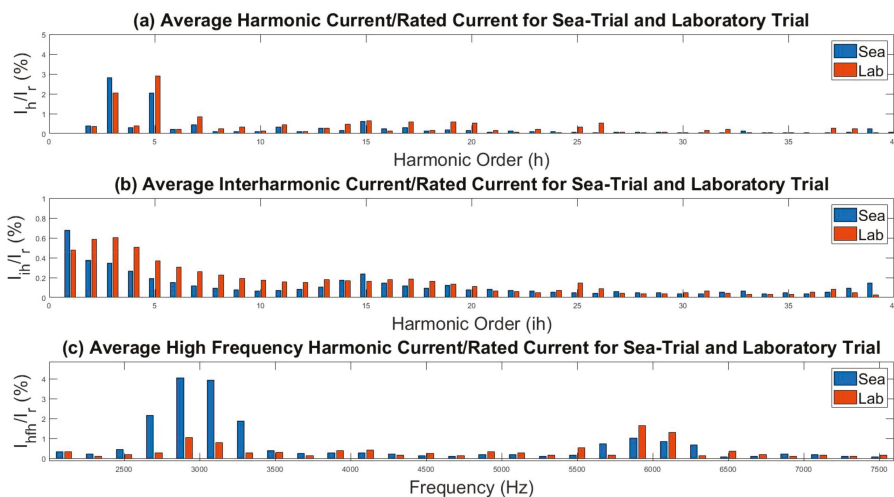 (a) Average Harmonic Current/Rated Current for Sea-Trial and Laboratory Trial
I_h/I_r (%)
5
4
3
2
1
0
Sea
Lab
0 5 10 15 20 25 30 35 4
Harmonic Order (h)
(b) Average Interharmonic Current/Rated Current for Sea-Trial and Laboratory Trial
I_ih/I_r (%)
1
0.8
0.6
0.4
0.2
0
Sea
Lab
0 5 10 15 20 25 30 35 4
Harmonic Order (ih)
(c) Average High Frequency Harmonic Current/Rated Current for Sea-Trial and Laboratory Trial
I_hfh/I_r (%)
4
3
2
1
0
Sea
Lab
2500 3000 3500 4000 4500 5000 5500 6000 6500 7000 7500
Frequency (Hz)